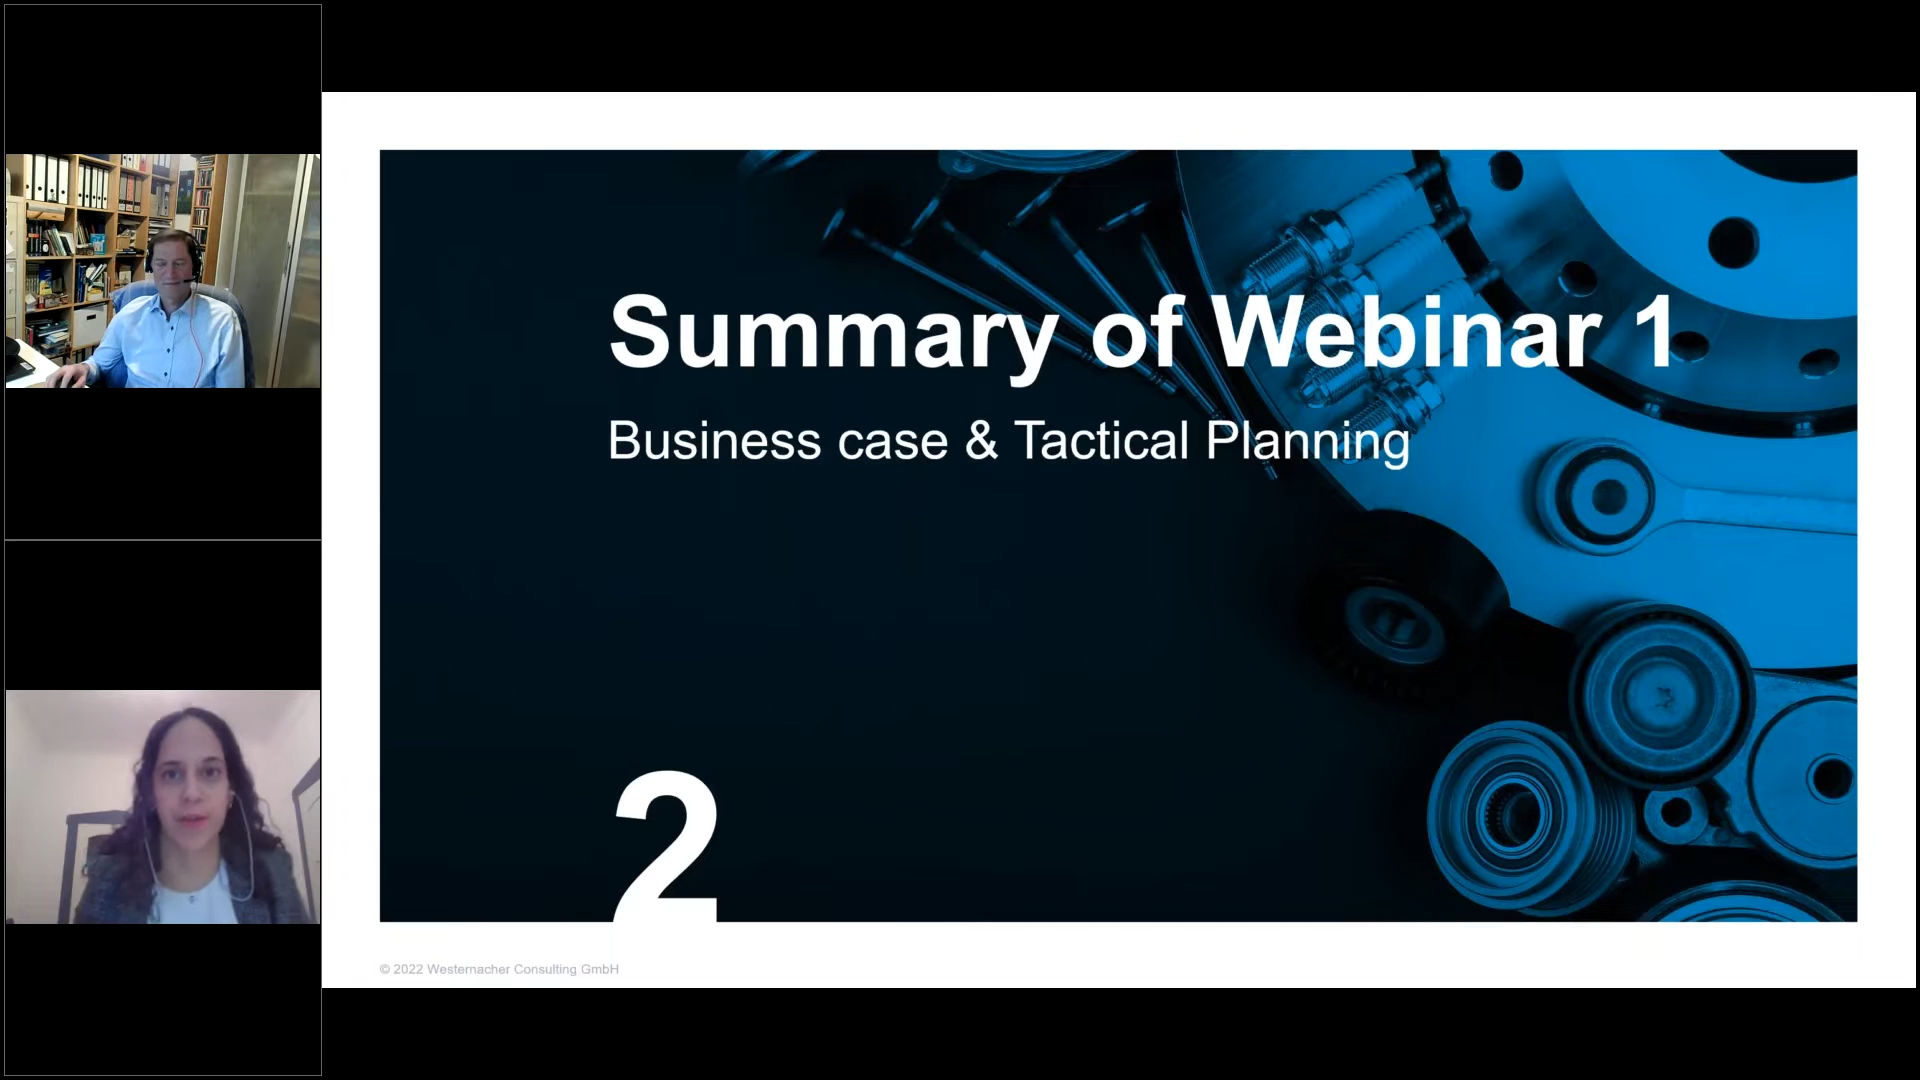 Summary of Webinar 1
Business case & Tactical Planning
2
© 2022 Westernacher Consulting GmbH